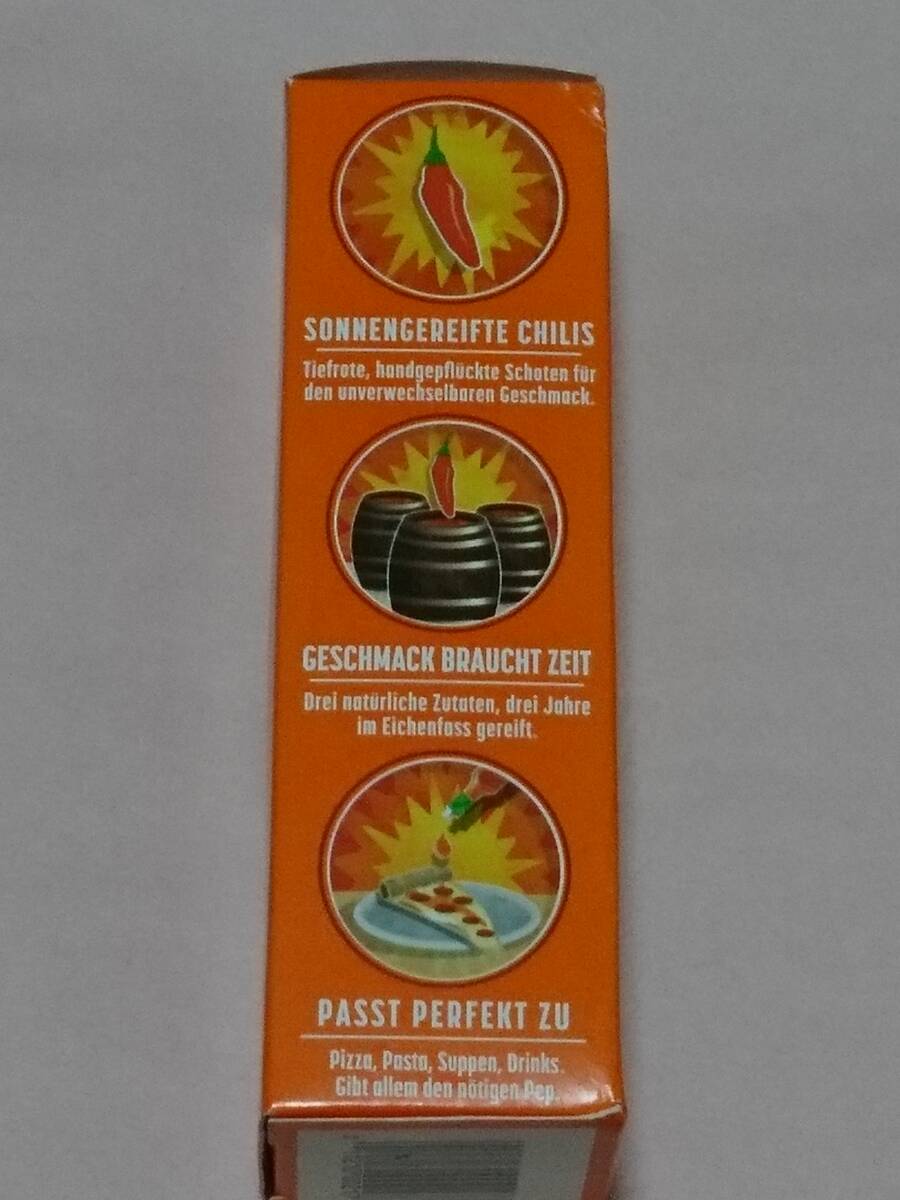 SONNENGEREIFTE CHILIS
Tiefrote, handgepflückte Schoten für
den unverwechselbaren Geschmack.
GESCHMACK BRAUCHT ZEIT
Drei natürliche Zutaten, drei Jahre
im Eichenfass gereift.
PASST PERFEKT ZU
Pizza, Pasta, Suppen, Drinks.
Gibt allem den nötigen Pep.